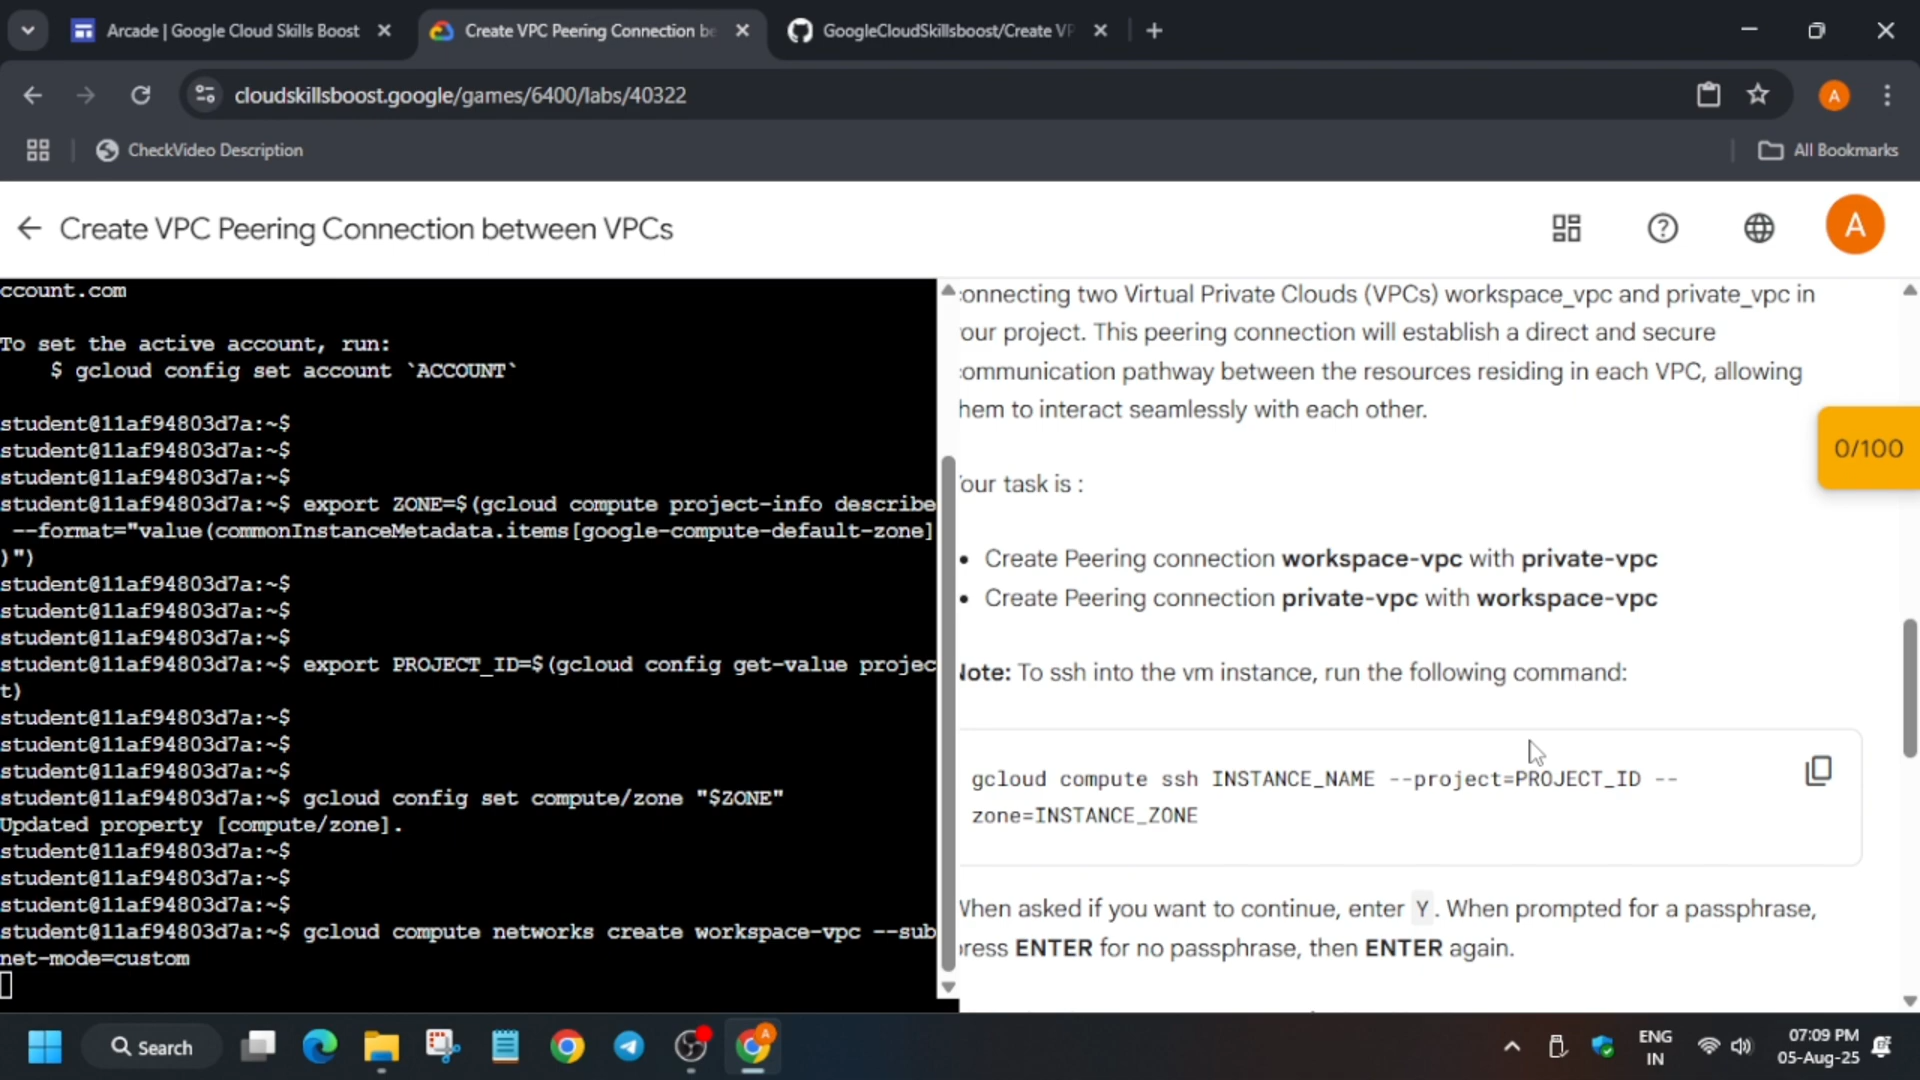 Arcade | Google Cloud Skills Boost
Create VPC Peering Connection be
GoogleCloudSkillsboost/Create VP
cloudskillsboost.google/games/6400/labs/40322
A
CheckVideo Description
All Bookmarks
Create VPC Peering Connection between VPCs
A
ccount.com
To set the active account, run:
$ gcloud config set account `ACCOUNT`
student@11af94803d7a:~$
student@11af94803d7a:~$
student@11af94803d7a:~$
student@11af94803d7a:~$ export ZONE=$(gcloud compute project-info describe
--format="value(commonInstanceMetadata.items[google-compute-default-zone]
)")
student@11af94803d7a:~$
student@11af94803d7a:~$
student@11af94803d7a:~$
student@11af94803d7a:~$ export PROJECT_ID=$(gcloud config get-value projec
t)
student@11af94803d7a:~$
student@11af94803d7a:~$
student@11af94803d7a:~$
student@11af94803d7a:~$ gcloud config set compute/zone "$ZONE"
Updated property [compute/zone].
student@11af94803d7a:~$
student@11af94803d7a:~$
student@11af94803d7a:~$
student@11af94803d7a:~$ gcloud compute networks create workspace-vpc --sub
net-mode=custom
onnecting two Virtual Private Clouds (VPCs) workspace_vpc and private_vpc in
our project. This peering connection will establish a direct and secure
ommunication pathway between the resources residing in each VPC, allowing
hem to interact seamlessly with each other.
0/100
our task is :
• Create Peering connection workspace-vpc with private-vpc
• Create Peering connection private-vpc with workspace-vpc
ote: To ssh into the vm instance, run the following command:
gcloud compute ssh INSTANCE_NAME --project=PROJECT_ID --
zone=INSTANCE_ZONE
When asked if you want to continue, enter Y. When prompted for a passphrase,
ress ENTER for no passphrase, then ENTER again.
Search
A
ENG
IN
07:09 PM
05-Aug-25